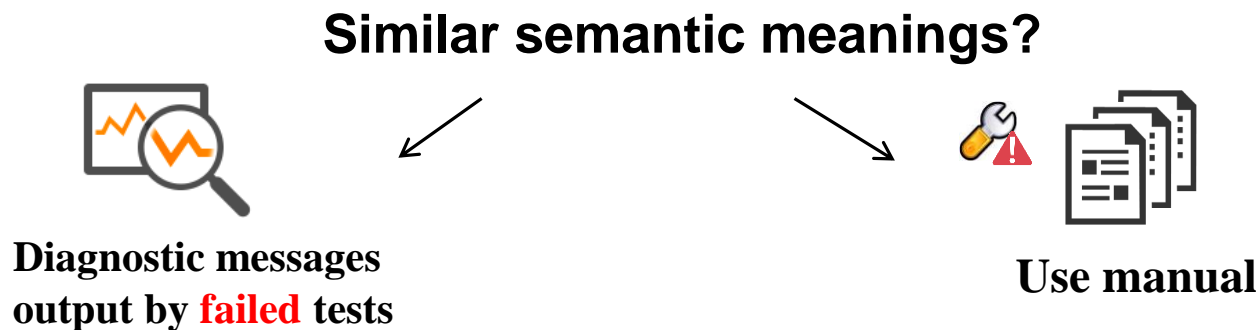 Similar semantic meanings?
Diagnostic messages
output by failed tests
Use manual